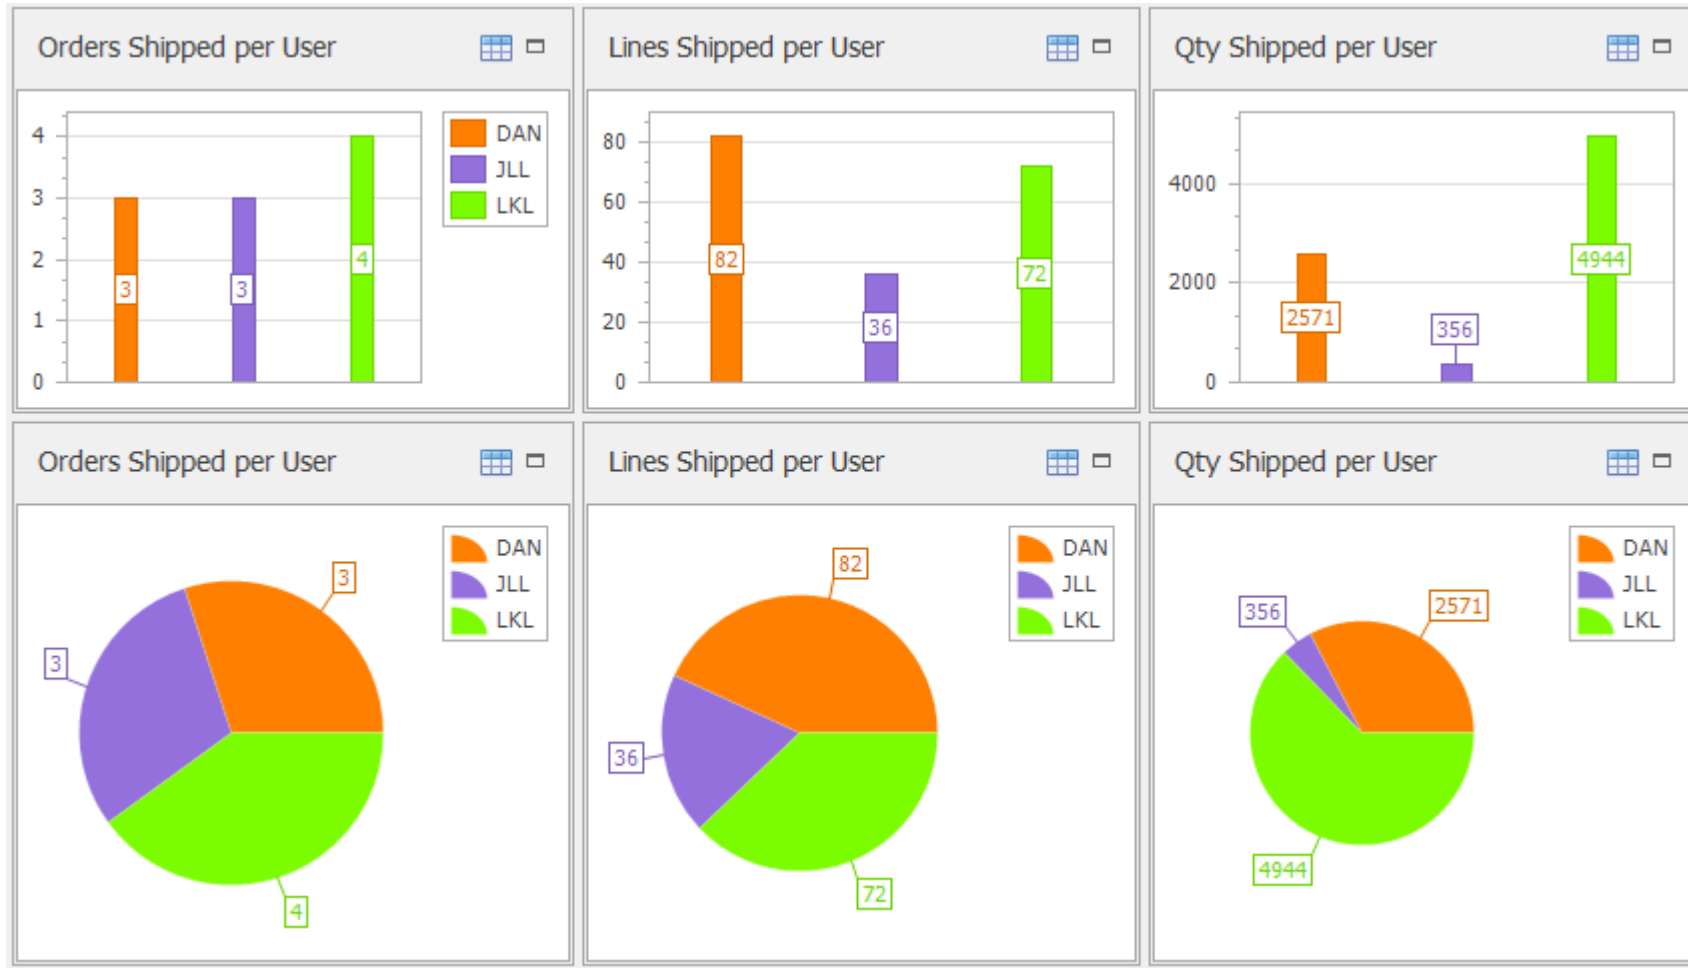 Orders Shipped per User
4
3
2
1
0
3
3
4
DAN
JLL
LKL
Lines Shipped per User
80
60
40
20
0
82
36
72
Qty Shipped per User
4000
2000
0
2571
356
4944
Orders Shipped per User
3
3
4
DAN
JLL
LKL
Lines Shipped per User
82
36
72
DAN
JLL
LKL
Qty Shipped per User
2571
356
4944
DAN
JLL
LKL